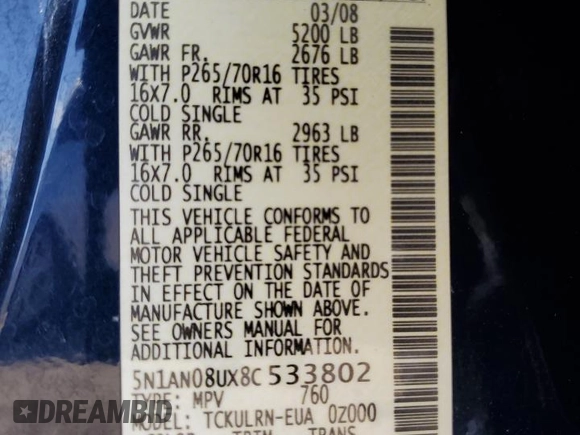 DATE 03/08
GVWR 5200 LB
GAWR FR. 2676 LB
WITH P265/70R16 TIRES
16X7.0 RIMS AT 35 PSI
COLD SINGLE
GAWR RR. 2963 LB
WITH P265/70R16 TIRES
16X7.0 RIMS AT 35 PSI
COLD SINGLE
THIS VEHICLE CONFORMS TO
ALL APPLICABLE FEDERAL
MOTOR VEHICLE SAFETY AND
THEFT PREVENTION STANDARDS
IN EFFECT ON THE DATE OF
MANUFACTURE SHOWN ABOVE.
SEE OWNERS MANUAL FOR
ADDITIONAL INFORMATION.
5N1AN08UX8C 533802
TYPE: MPV 760
MODEL: TCKULRN-EUA 0Z000
COLOR TRIM TRANS
DREAMBID